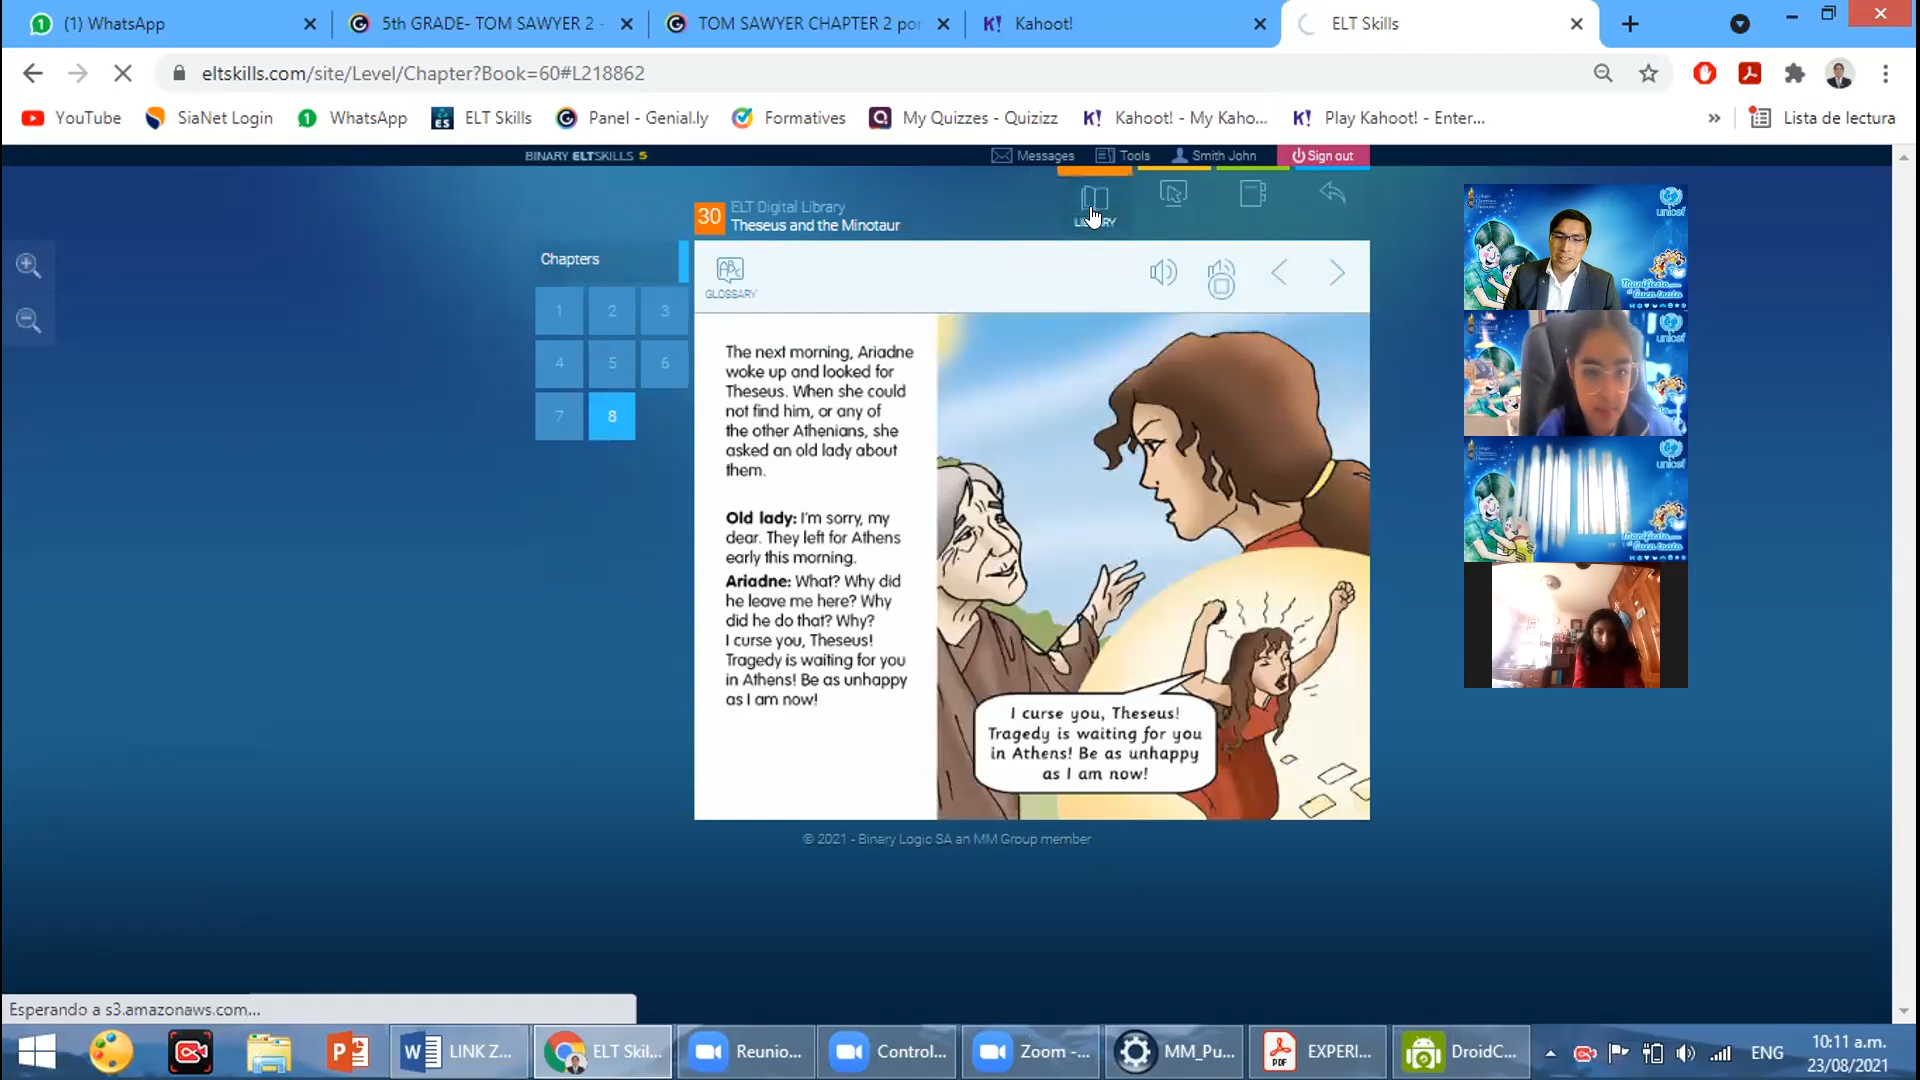 (1) WhatsApp
5th GRADE- TOM SAWYER 2 -
TOM SAWYER CHAPTER 2 por
Kahoot!
ELT Skills
eltskills.com/site/Level/Chapter?Book=60#L218862
YouTube
SiaNet Login
WhatsApp
ELT Skills
Panel - Genial.ly
Formatives
My Quizzes - Quizizz
Kahoot! - My Kaho...
Play Kahoot! - Enter...
Lista de lectura
BINARY ELTSKILLS 5
Messages
Tools
Smith John
Sign out
30
ELT Digital Library
Theseus and the Minotaur
Chapters
1 2 3
4 5 6
7 8
GLOSSARY
The next morning, Ariadne
woke up and looked for
Theseus. When she could
not find him, or any of
the other Athenians, she
asked an old lady about
them.
Old lady: I'm sorry, my
dear. They left for Athens
early this morning.
Ariadne: What? Why did
he leave me here? Why
did he do that? Why?
I curse you, Theseus!
Tragedy is waiting for you
in Athens! Be as unhappy
as I am now!
I curse you, Theseus!
Tragedy is waiting for you
in Athens! Be as unhappy
as I am now!
unicef
unicef
unicef
© 2021 - Binary Logic SA an MM Group member
Esperando a s3.amazonaws.com...
LINK Z...
ELT Skil...
Reunio...
Control...
Zoom -...
MM_Pu...
EXPERI...
DroidC...
ENG
10:11 a.m.
23/08/2021